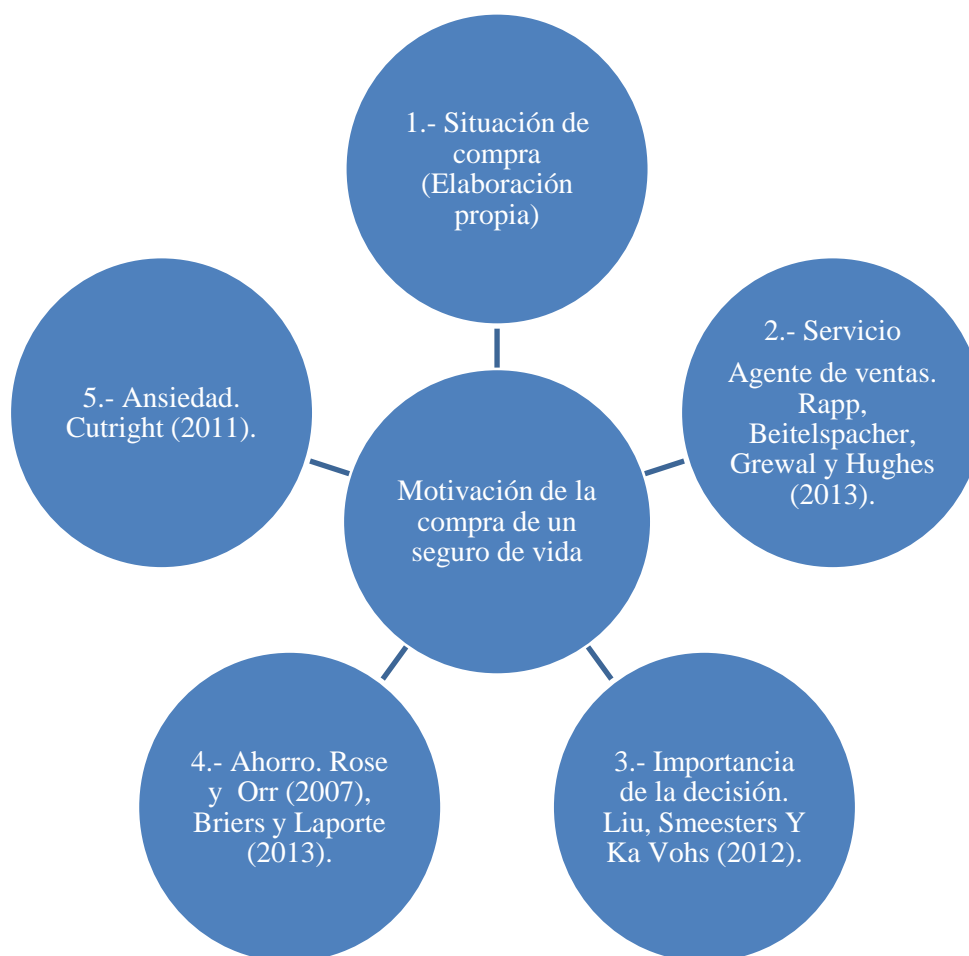 1.- Situación de
compra
(Elaboración
propia)
2.- Servicio
Agente de ventas.
Rapp,
Beitelspacher,
Grewal y Hughes
(2013).
5.- Ansiedad.
Cutright (2011).
Motivación de la
compra de un
seguro de vida
4.- Ahorro. Rose
y Orr (2007),
Briers y Laporte
(2013).
3.- Importancia
de la decisión.
Liu, Smeesters Y
Ka Vohs (2012).